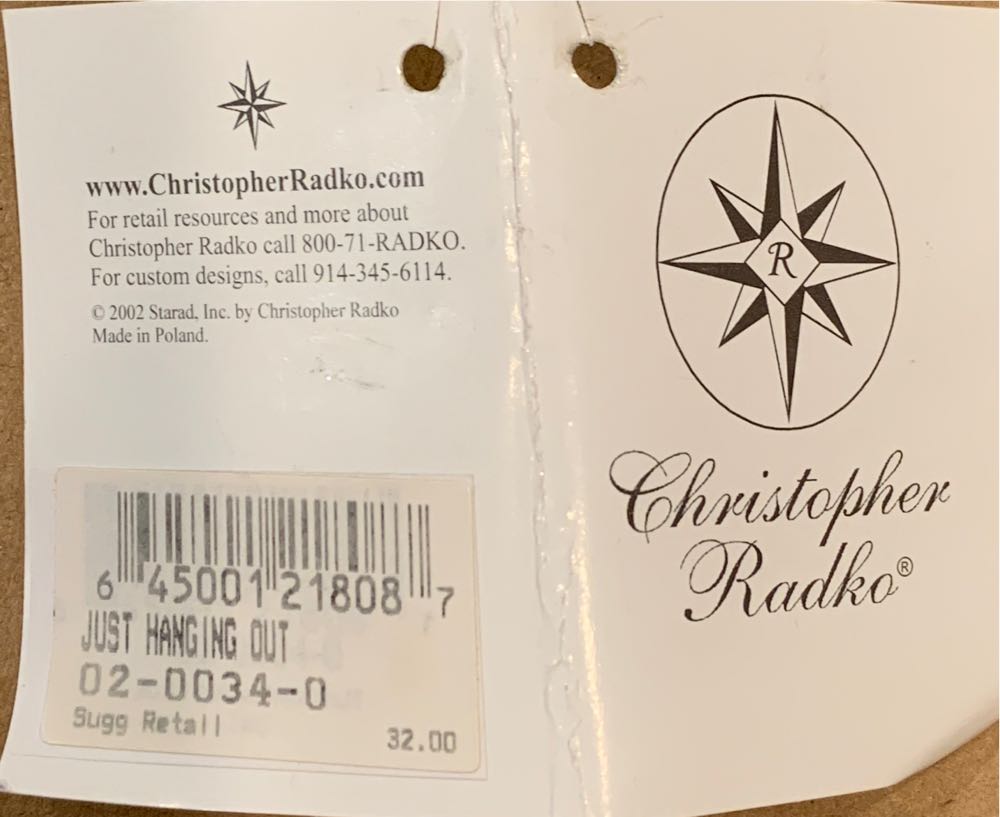 www.ChristopherRadko.com
For retail resources and more about
Christopher Radko call 800-71-RADKO.
For custom designs, call 914-345-6114.
© 2002 Starad, Inc. by Christopher Radko
Made in Poland.
6 45001 21808 7
JUST HANGING OUT
02-0034-0
Sugg Retail 32.00
R
Christopher
Radko®